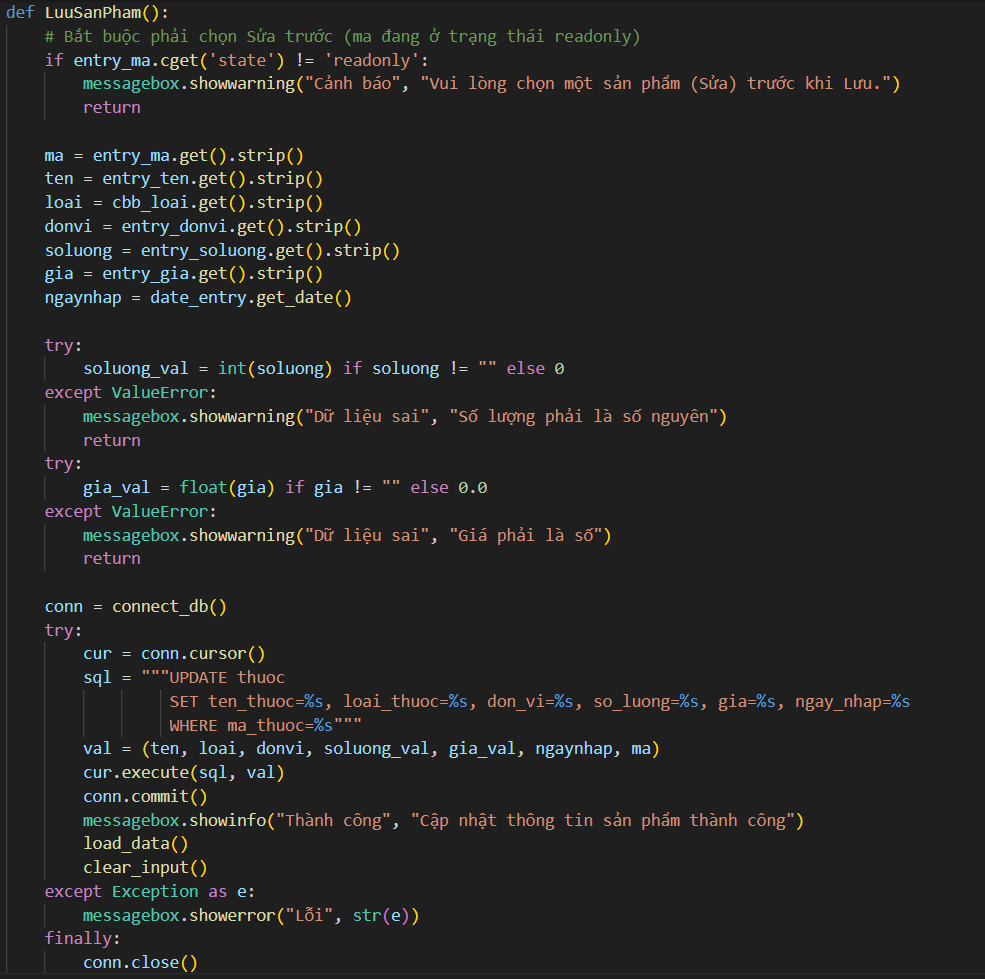 def LuuSanPham():
    # Bắt buộc phải chọn Sửa trước (ma đang ở trạng thái readonly)
    if entry_ma.cget('state') != 'readonly':
        messagebox.showwarning("Cảnh báo", "Vui lòng chọn một sản phẩm (Sửa) trước khi Lưu.")
        return

    ma = entry_ma.get().strip()
    ten = entry_ten.get().strip()
    loai = cbb_loai.get().strip()
    donvi = entry_donvi.get().strip()
    soluong = entry_soluong.get().strip()
    gia = entry_gia.get().strip()
    ngaynhap = date_entry.get_date()

    try:
        soluong_val = int(soluong) if soluong != "" else 0
    except ValueError:
        messagebox.showwarning("Dữ liệu sai", "Số lượng phải là số nguyên")
        return
    try:
        gia_val = float(gia) if gia != "" else 0.0
    except ValueError:
        messagebox.showwarning("Dữ liệu sai", "Giá phải là số")
        return

    conn = connect_db()
    try:
        cur = conn.cursor()
        sql = """UPDATE thuoc
                 SET ten_thuoc=%s, loai_thuoc=%s, don_vi=%s, so_luong=%s, gia=%s, ngay_nhap=%s
                 WHERE ma_thuoc=%s"""
        val = (ten, loai, donvi, soluong_val, gia_val, ngaynhap, ma)
        cur.execute(sql, val)
        conn.commit()
        messagebox.showinfo("Thành công", "Cập nhật thông tin sản phẩm thành công")
        load_data()
        clear_input()
    except Exception as e:
        messagebox.showerror("Lỗi", str(e))
    finally:
        conn.close()